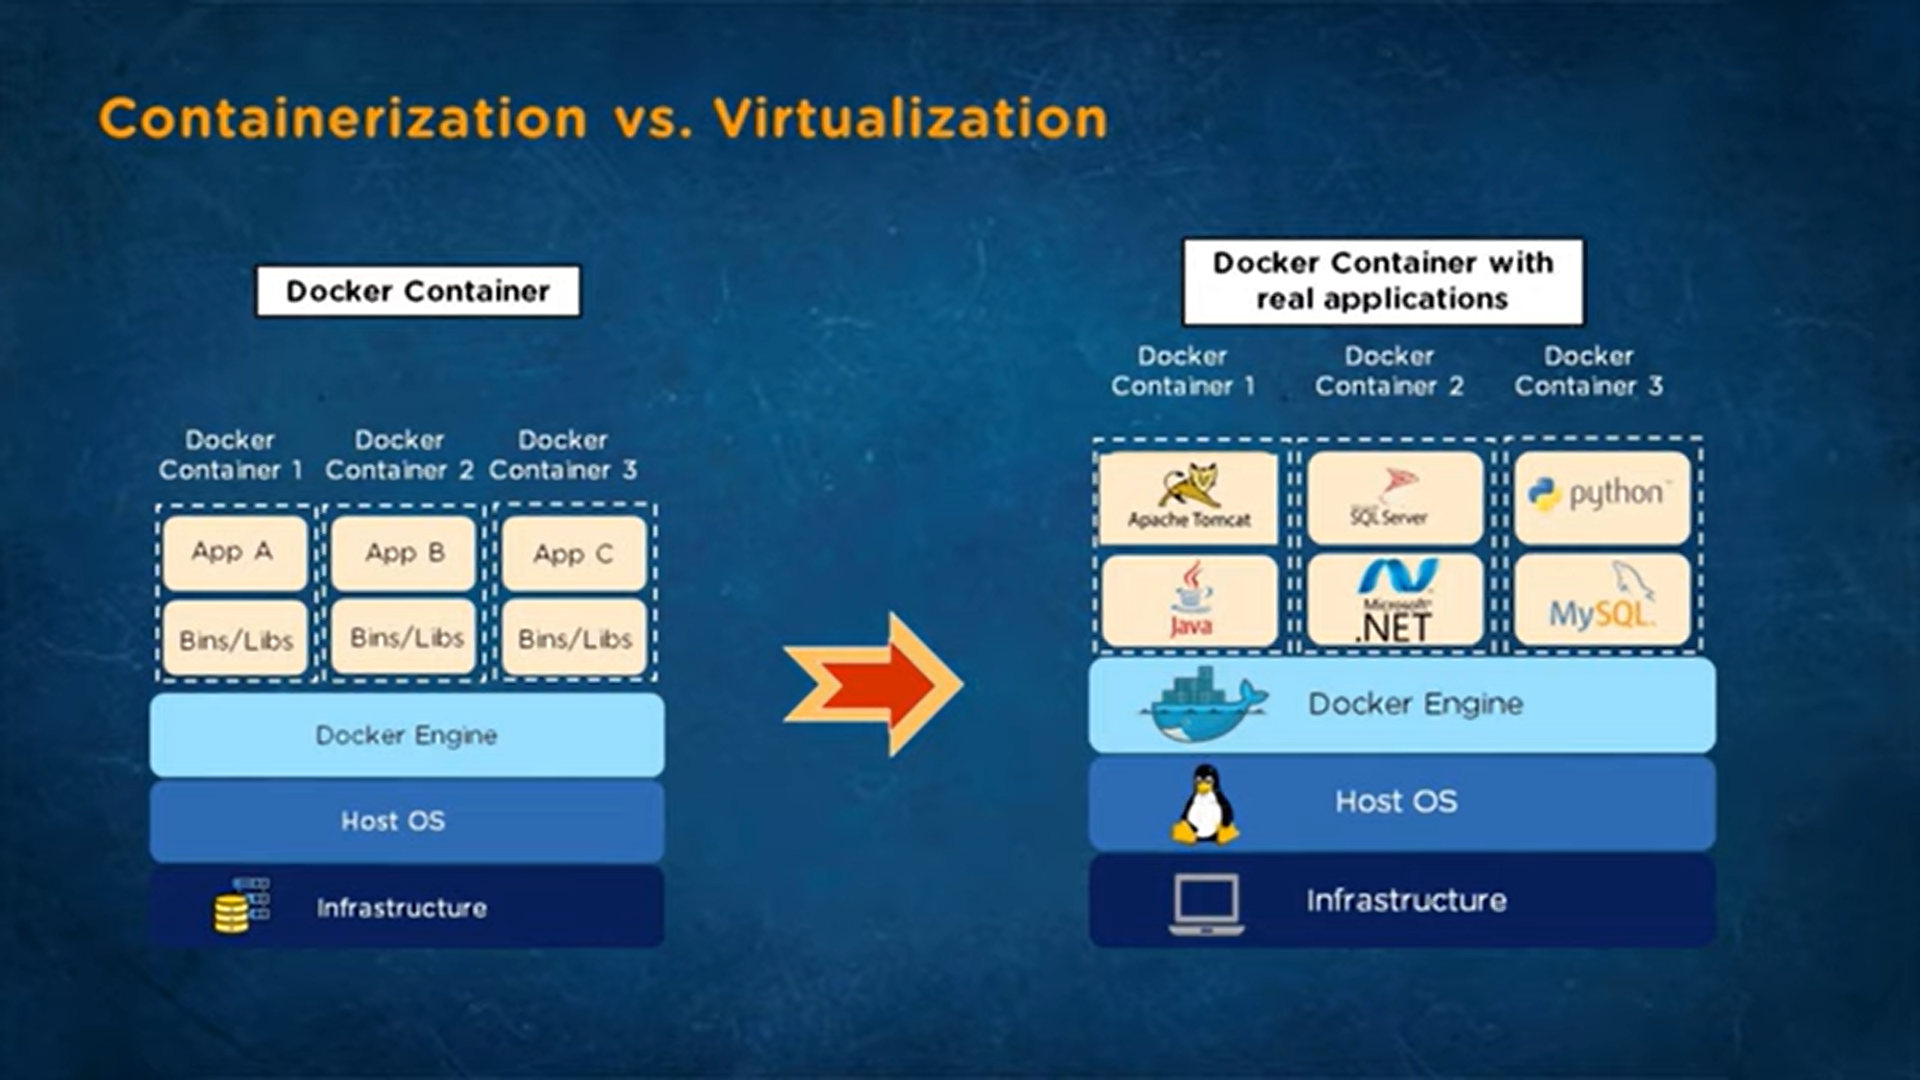 Containerization vs. Virtualization
Docker Container
Docker Container 1
Docker Container 2
Docker Container 3
App A
App B
App C
Bins/Libs
Bins/Libs
Bins/Libs
Docker Engine
Host OS
Infrastructure
Docker Container with
real applications
Docker Container 1
Docker Container 2
Docker Container 3
Apache Tomcat
SQL Server
python
Java
Microsoft
.NET
MySQL
Docker Engine
Host OS
Infrastructure